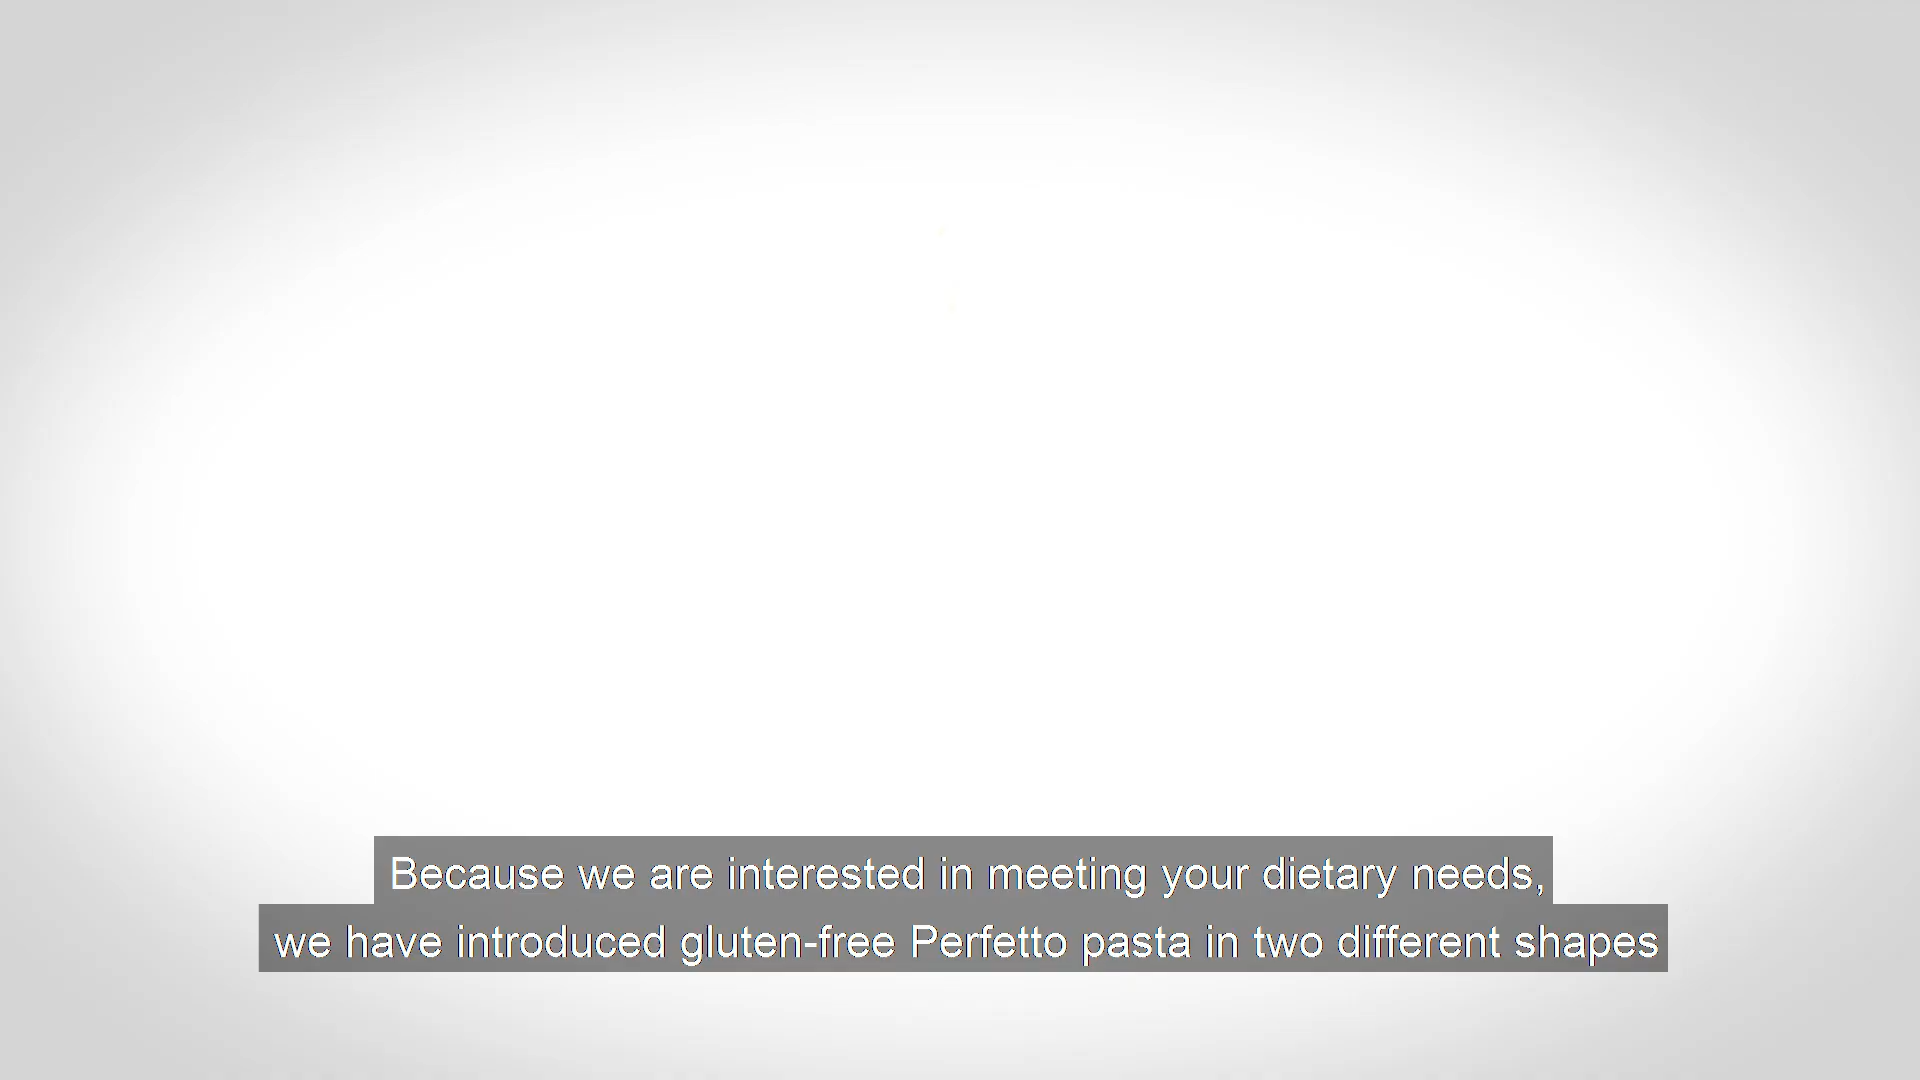 Because we are interested in meeting your dietary needs,
we have introduced gluten-free Perfetto pasta in two different shapes